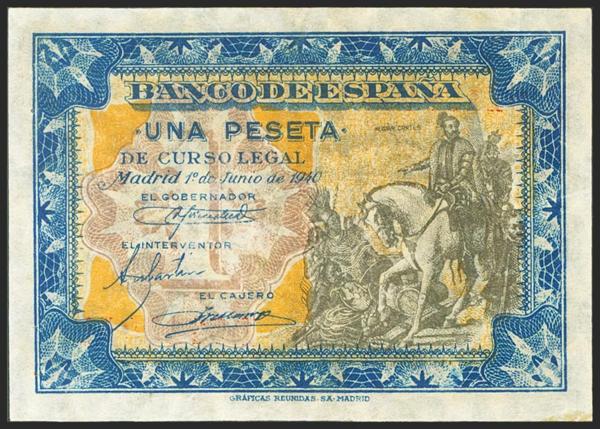 BANCO DE ESPAÑA
·UNA PESETA·
DE CURSO LEGAL
Madrid 1º de Junio de 1940
EL GOBERNADOR
EL INTERVENTOR
EL CAJERO
HERNAN CORTES
GRÁFICAS REUNIDAS. S.A. MADRID